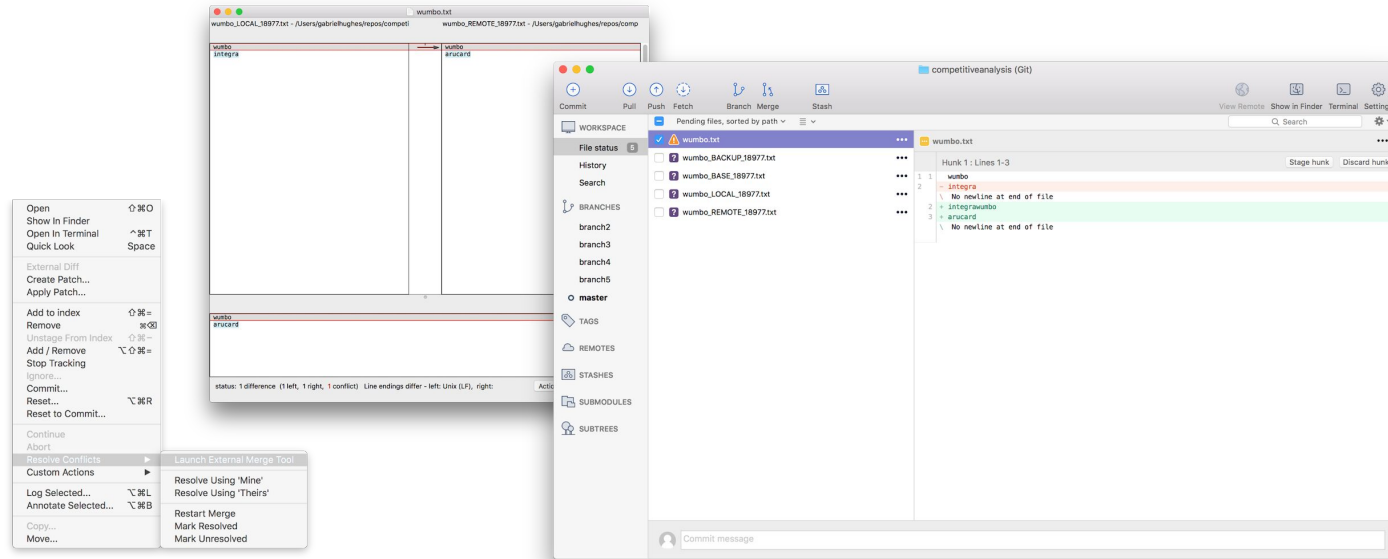 wumbo.txt
wumbo_LOCAL_18977.txt - /Users/gabrielhughes/repos/competi
wumbo_REMOTE_18977.txt - /Users/gabrielhughes/repos/comp
wumbo
integra
wumbo
arucard
wumbo
arucard
status: 1 difference (1 left, 1 right, 1 conflict) Line endings differ - left: Unix (LF), right:
Actio
competitiveanalysis (Git)
Commit Pull Push Fetch Branch Merge Stash View Remote Show in Finder Terminal Setting
WORKSPACE
File status 5
History
Search
BRANCHES
branch2
branch3
branch4
branch5
master
TAGS
REMOTES
STASHES
SUBMODULES
SUBTREES
Pending files, sorted by path
Search
wumbo.txt
wumbo_BACKUP_18977.txt
wumbo_BASE_18977.txt
wumbo_LOCAL_18977.txt
wumbo_REMOTE_18977.txt
wumbo.txt
Hunk 1 : Lines 1-3
Stage hunk Discard hunk
1 1 wumbo
2 - integra
\ No newline at end of file
2 + integrawumbo
3 + arucard
\ No newline at end of file
Commit message
Open ⇧⌘O
Show In Finder
Open In Terminal ^⌘T
Quick Look Space
External Diff
Create Patch...
Apply Patch...
Add to index ⇧⌘=
Remove ⌘⌫
Unstage From Index ⇧⌘-
Add / Remove ⌥⇧⌘=
Stop Tracking
Ignore...
Commit...
Reset... ⌥⌘R
Reset to Commit...
Continue
Abort
Resolve Conflicts
Custom Actions
Log Selected... ⌥⌘L
Annotate Selected... ⌥⌘B
Copy...
Move...
Launch External Merge Tool
Resolve Using 'Mine'
Resolve Using 'Theirs'
Restart Merge
Mark Resolved
Mark Unresolved